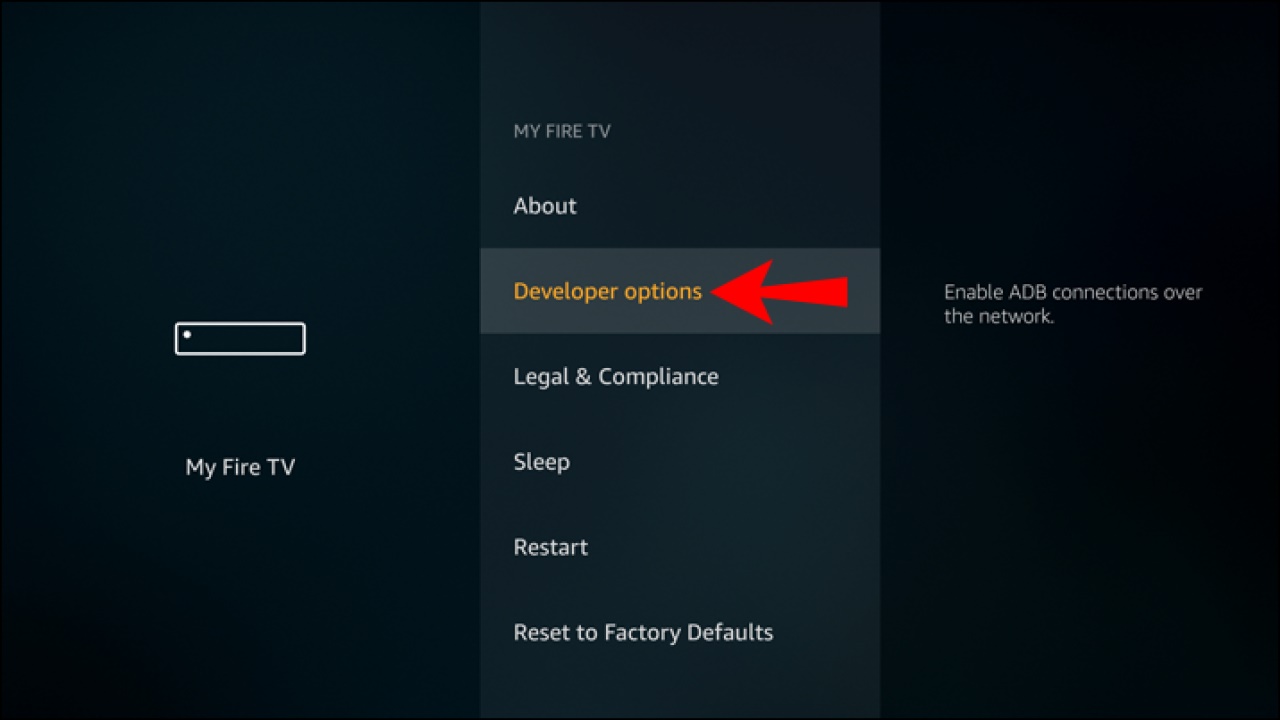 MY FIRE TV
About
Developer options
Enable ADB connections over
the network.
Legal & Compliance
Sleep
My Fire TV
Restart
Reset to Factory Defaults